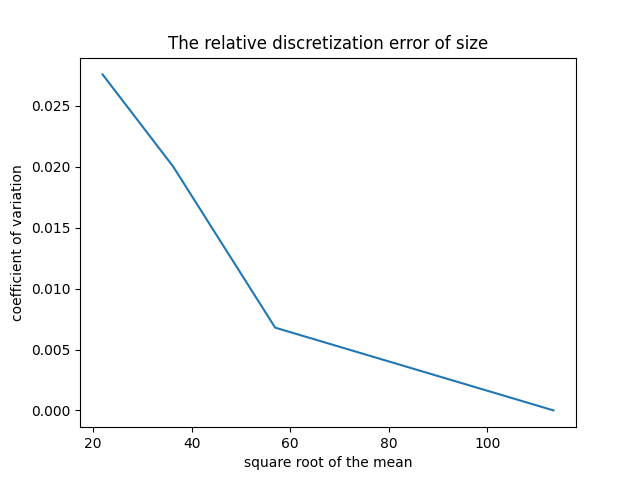 The relative discretization error of size
coefficient of variation
0.025
0.020
0.015
0.010
0.005
0.000
20 40 60 80 100
square root of the mean